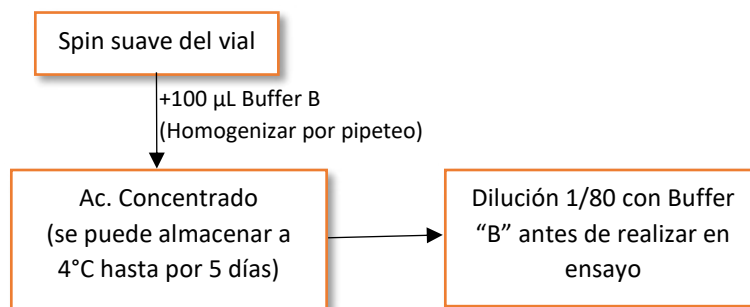 Spin suave del vial
+100 µL Buffer B
(Homogenizar por pipeteo)
Ac. Concentrado
(se puede almacenar a
4°C hasta por 5 días)
Dilución 1/80 con Buffer
“B” antes de realizar en
ensayo